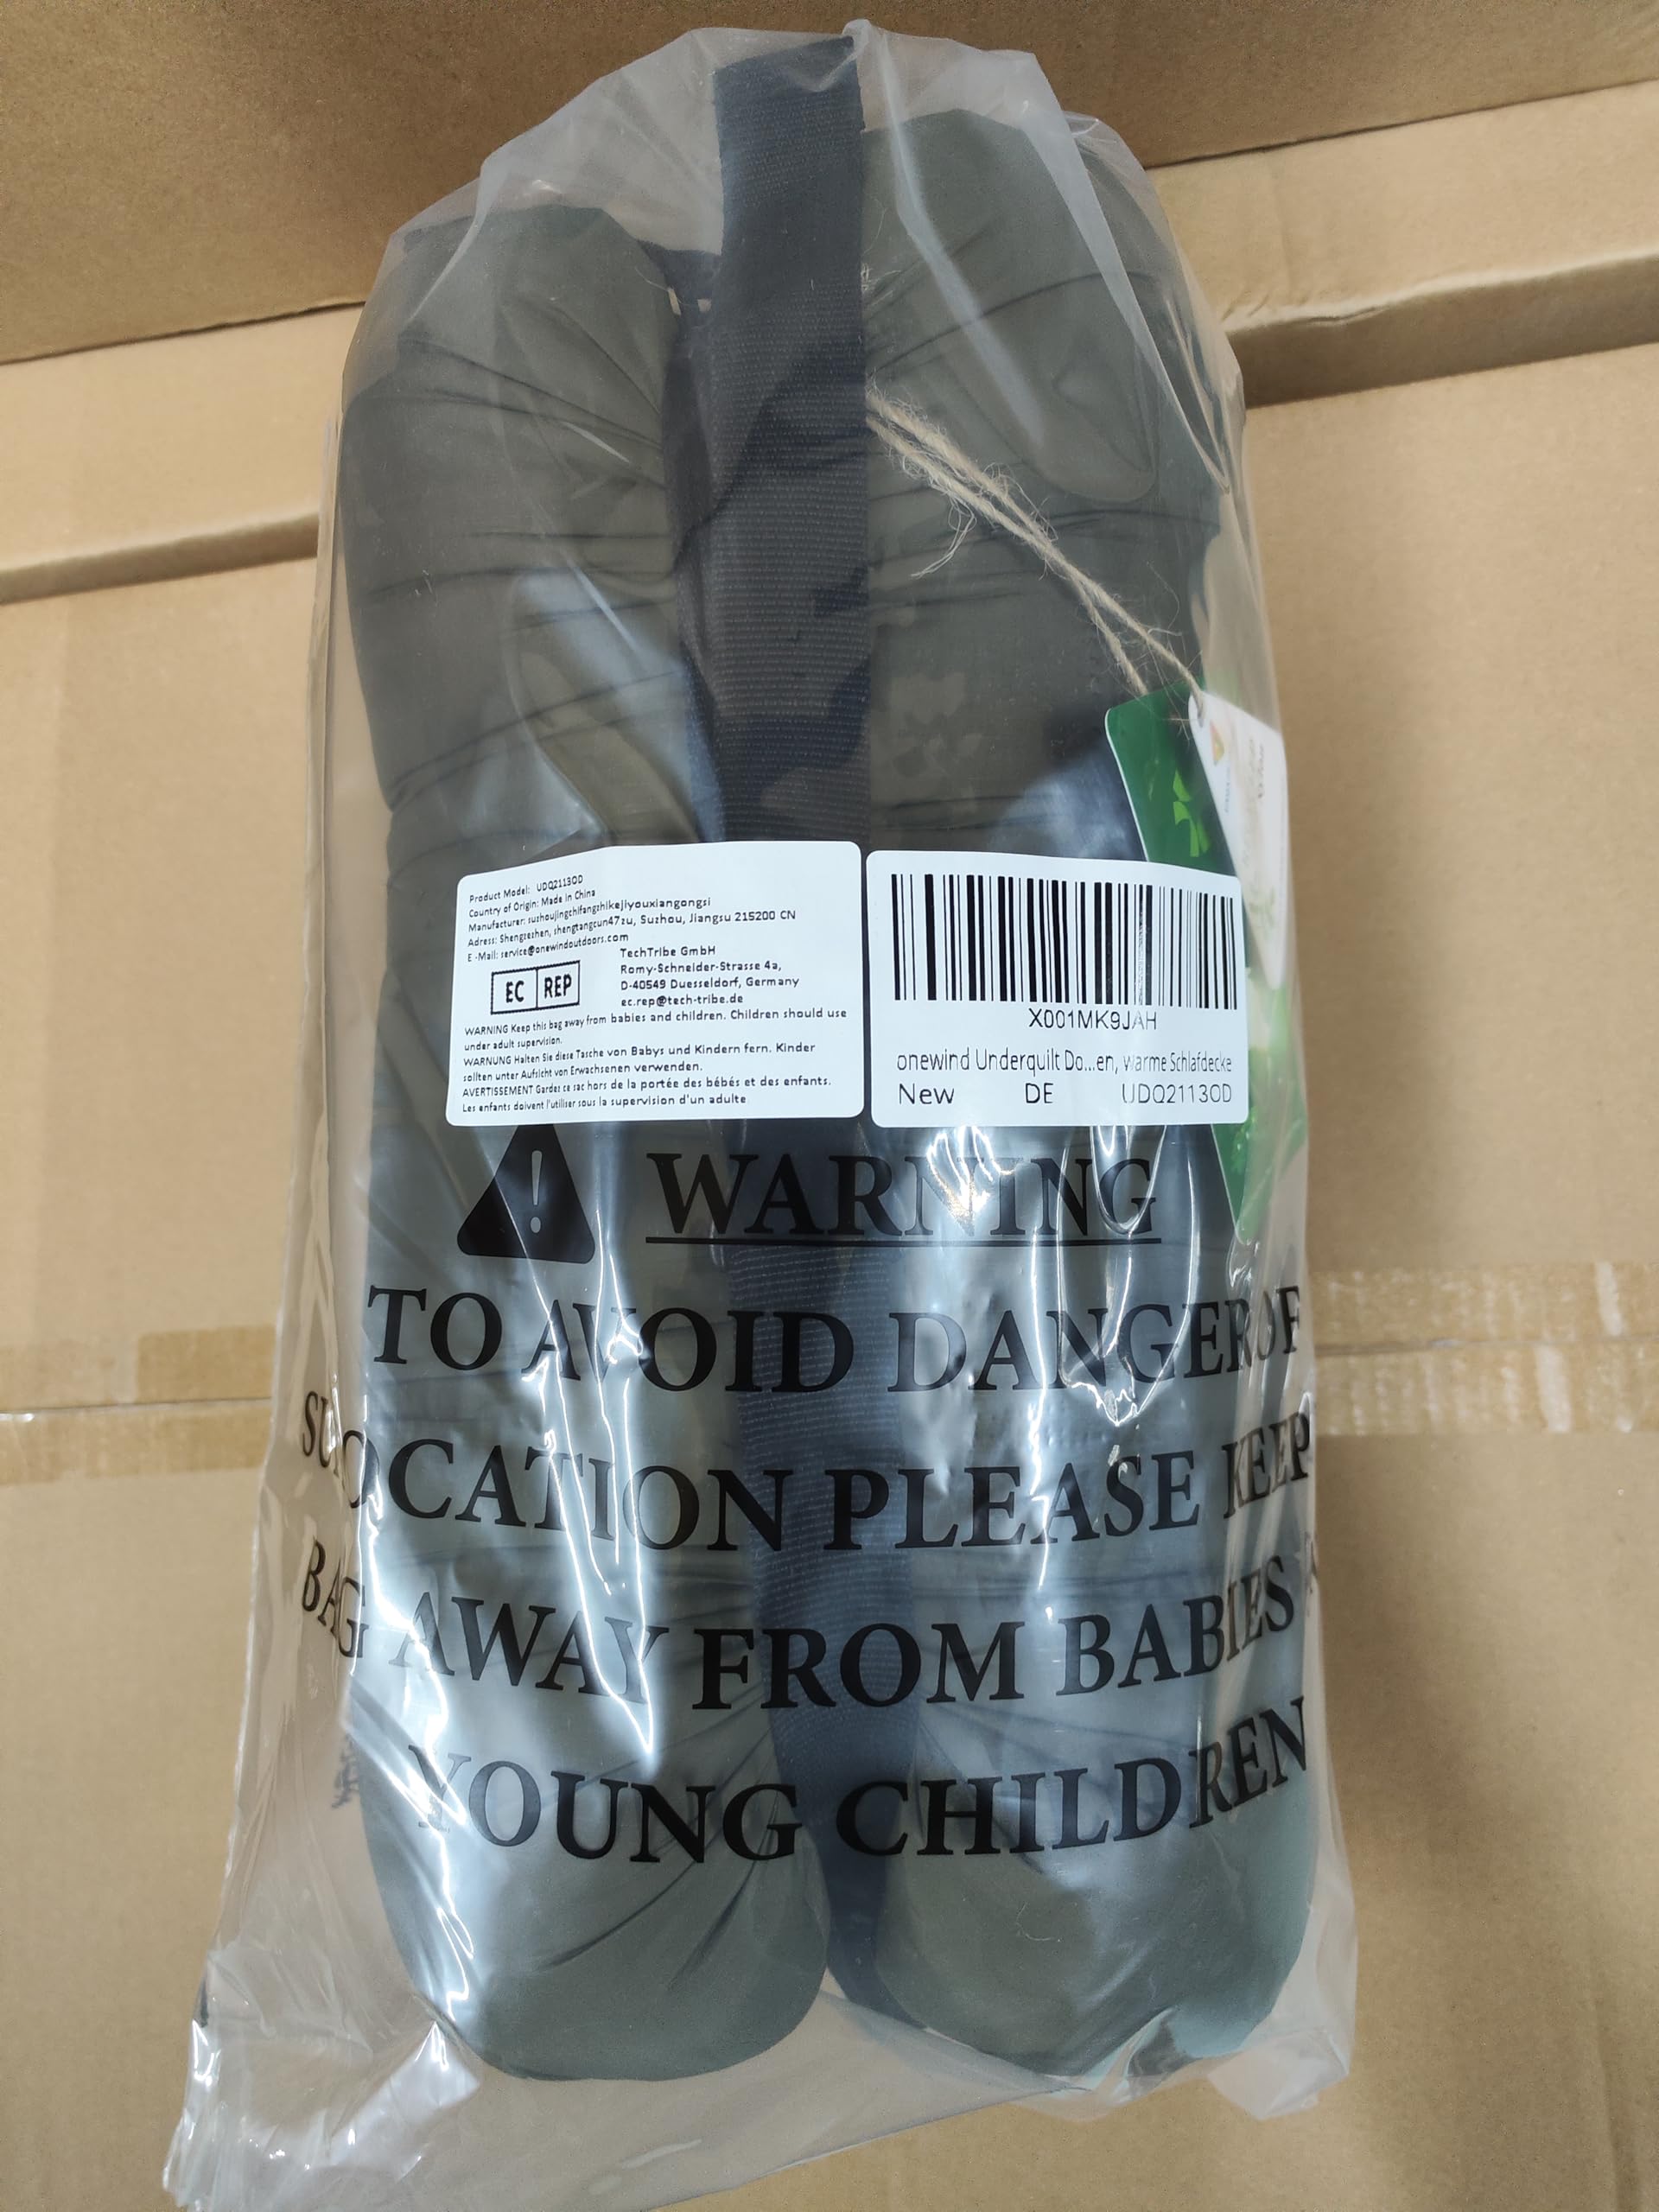 Product Model: UDQ2113OD
Country of Origin: Made in China
Manufacturer: suzhoujingchifangzhikejiyouxiangongsi
Adress: Shengzezhen, shengtangcun47zu, Suzhou, Jiangsu 215200 CN
E -Mail: service@onewindoutdoors.com
EC REP
TechTribe GmbH
Romy-Schneider-Strasse 4a,
D-40549 Duesseldorf, Germany
ec.rep@tech-tribe.de
WARNING Keep this bag away from babies and children. Children should use
under adult supervision.
WARNUNG Halten Sie diese Tasche von Babys und Kindern fern. Kinder
sollten unter Aufsicht von Erwachsenen verwenden.
AVERTISSEMENT Gardez ce sac hors de la portée des bébés et des enfants.
Les enfants doivent l'utiliser sous la supervision d'un adulte
X001MK9JAH
onewind Underquilt Do...en, warme Schlafdecke
New DE UDQ2113OD
! WARNING
TO AVOID DANGER OF
CATION PLEASE KEEP
BAG AWAY FROM BABIES
YOUNG CHILDREN